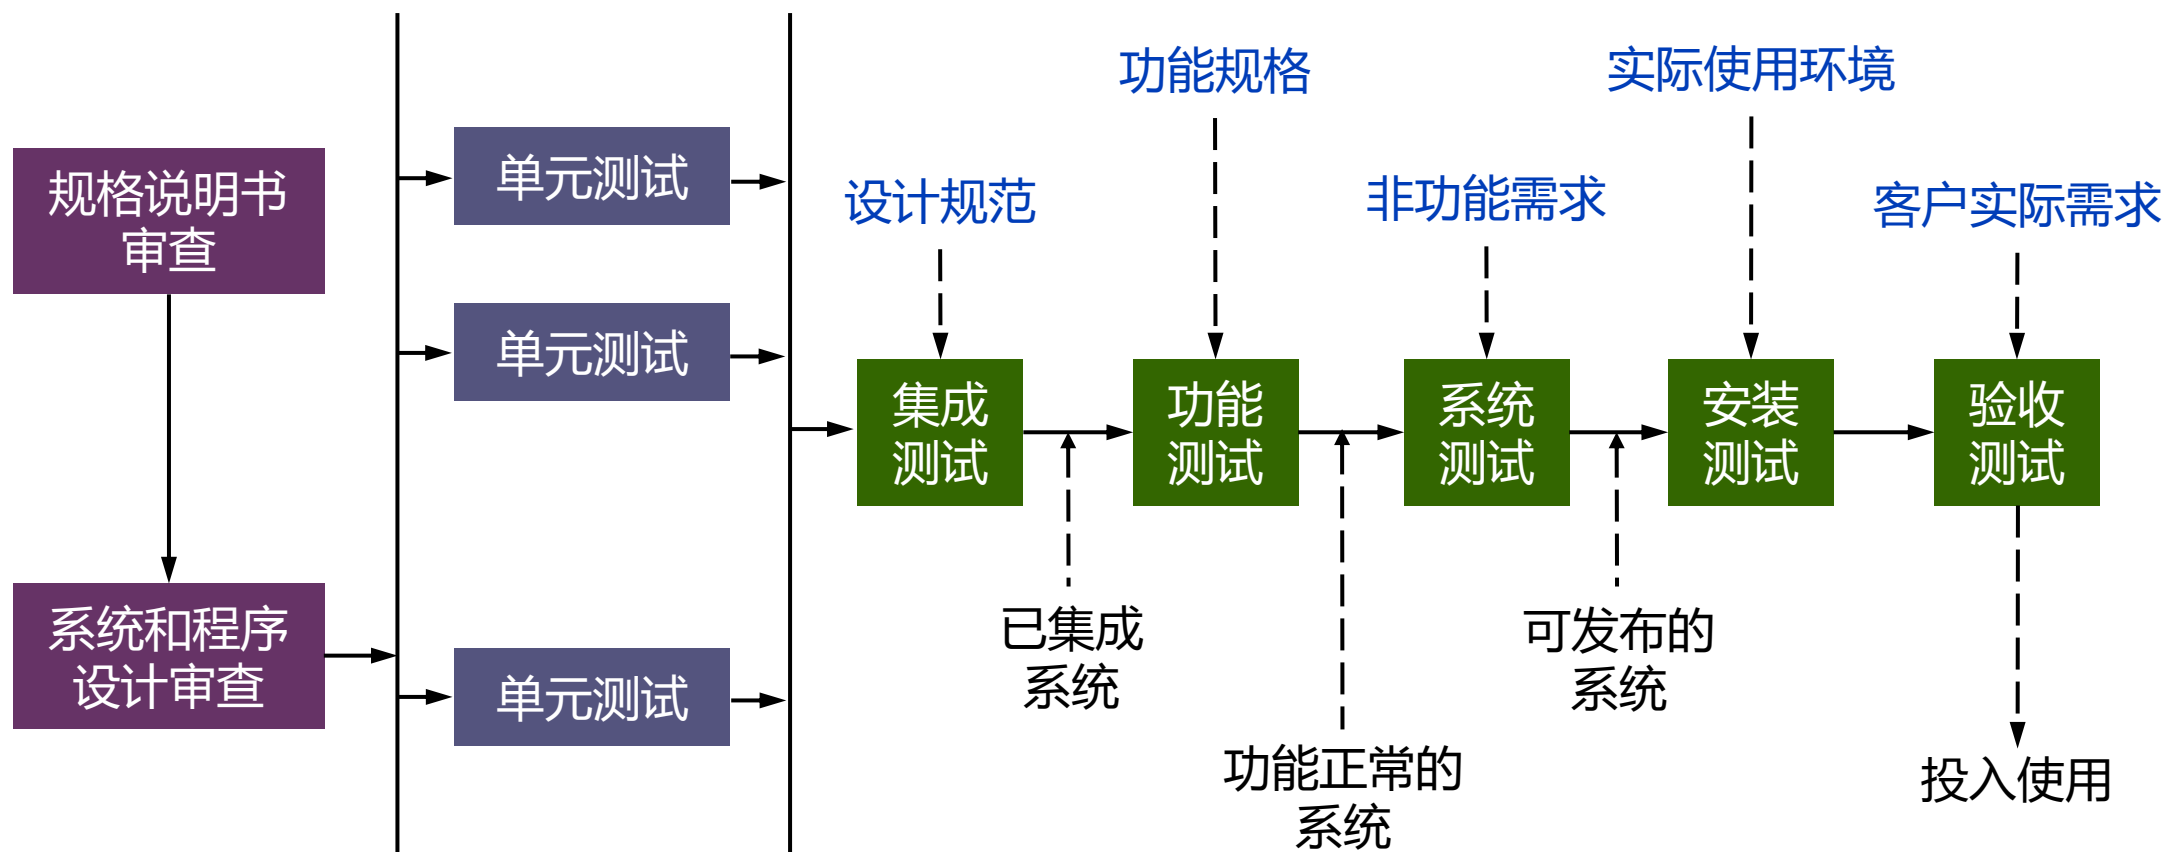 规格说明书
审查
系统和程序
设计审查
单元测试
单元测试
单元测试
设计规范
功能规格
非功能需求
实际使用环境
客户实际需求
集成
测试
功能
测试
系统
测试
安装
测试
验收
测试
已集成
系统
功能正常的
系统
可发布的
系统
投入使用